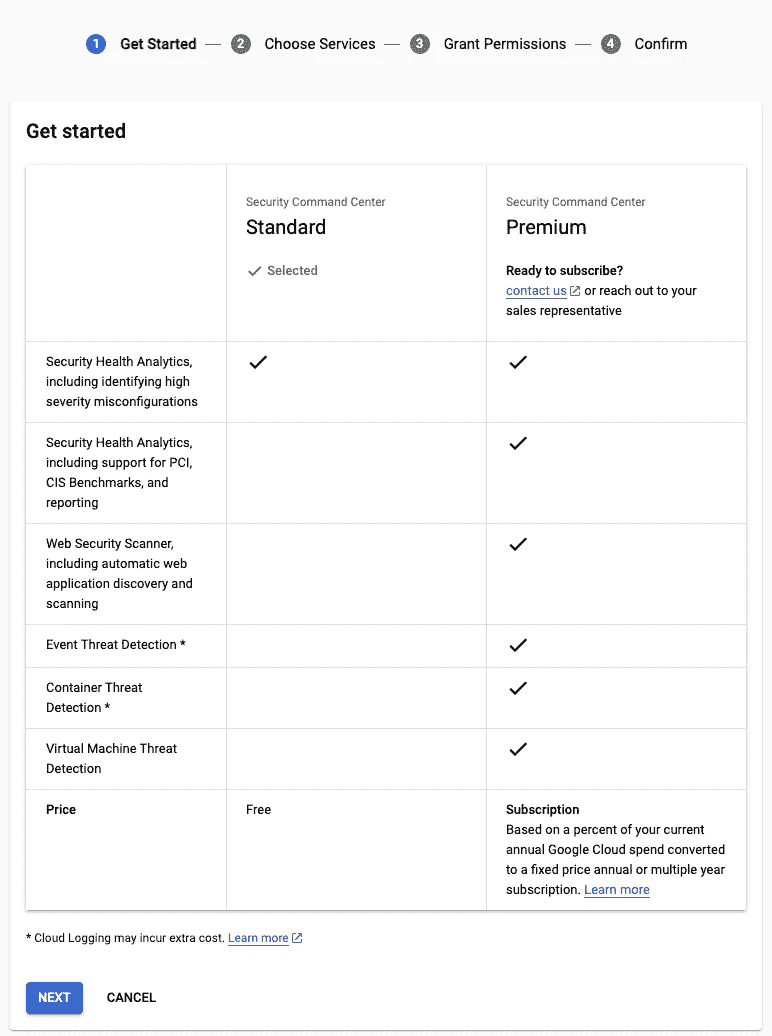 1 Get Started — 2 Choose Services — 3 Grant Permissions — 4 Confirm
Get started
Security Command Center
Standard
Selected
Security Command Center
Premium
Ready to subscribe?
contact us or reach out to your
sales representative
Security Health Analytics,
including identifying high
severity misconfigurations
Security Health Analytics,
including support for PCI,
CIS Benchmarks, and
reporting
Web Security Scanner,
including automatic web
application discovery and
scanning
Event Threat Detection *
Container Threat
Detection *
Virtual Machine Threat
Detection
Price
Free
Subscription
Based on a percent of your current
annual Google Cloud spend converted
to a fixed price annual or multiple year
subscription. Learn more
* Cloud Logging may incur extra cost. Learn more
NEXT CANCEL